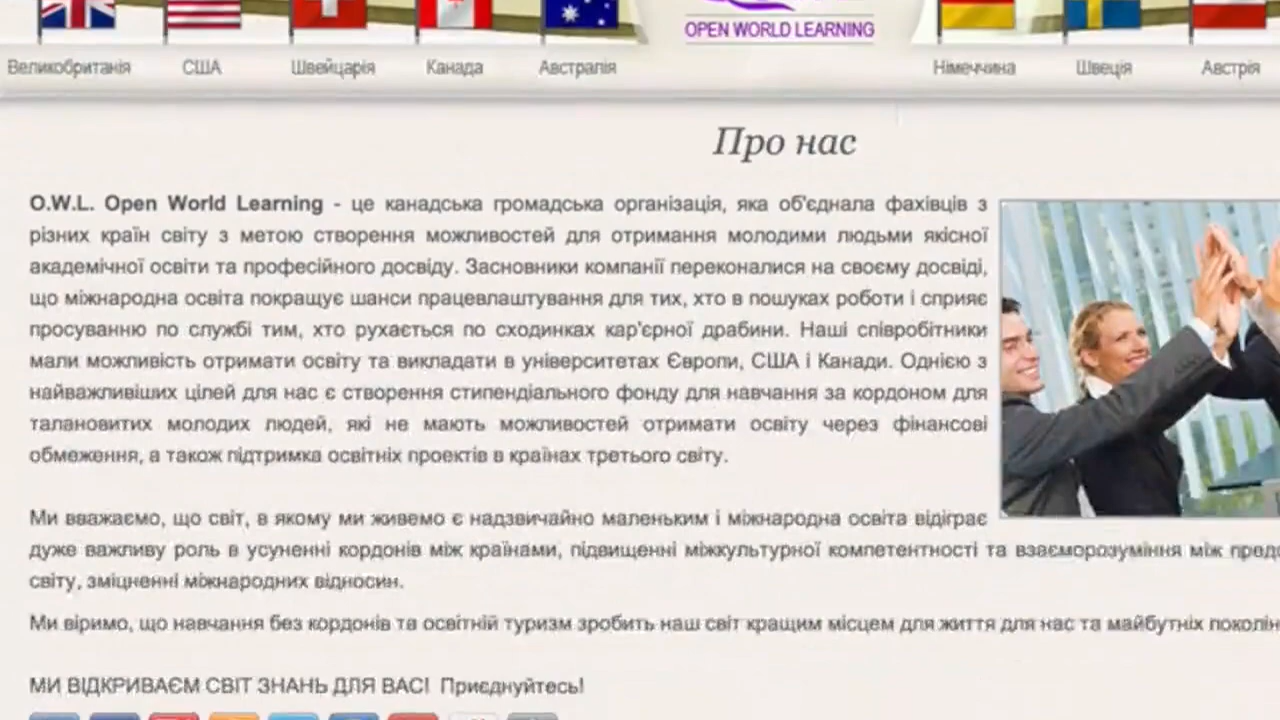 OPEN WORLD LEARNING
Великобританія США Швейцарія Канада Австралія Німеччина Швеція Австрія
Про нас
O.W.L. Open World Learning - це канадська громадська організація, яка об'єднала фахівців з
різних країн світу з метою створення можливостей для отримання молодими людьми якісної
академічної освіти та професійного досвіду. Засновники компанії переконалися на своєму досвіді,
що міжнародна освіта покращує шанси працевлаштування для тих, хто в пошуках роботи і сприяє
просуванню по службі тим, хто рухається по сходинках кар'єрної драбини. Наші співробітники
мали можливість отримати освіту та викладати в університетах Європи, США і Канади. Однією з
найважливіших цілей для нас є створення стипендіального фонду для навчання за кордоном для
талановитих молодих людей, які не мають можливостей отримати освіту через фінансові
обмеження, а також підтримка освітніх проектів в країнах третього світу.
Ми вважаємо, що світ, в якому ми живемо є надзвичайно маленьким і міжнародна освіта відіграє
дуже важливу роль в усуненні кордонів між країнами, підвищенні міжкультурної компетентності та взаєморозуміння між
світу, зміцненні міжнародних відносин.
Ми віримо, що навчання без кордонів та освітній туризм зробить наш світ кращим місцем для життя для нас та майбутніх
МИ ВІДКРИВАЄМ СВІТ ЗНАНЬ ДЛЯ ВАС! Приєднуйтесь!